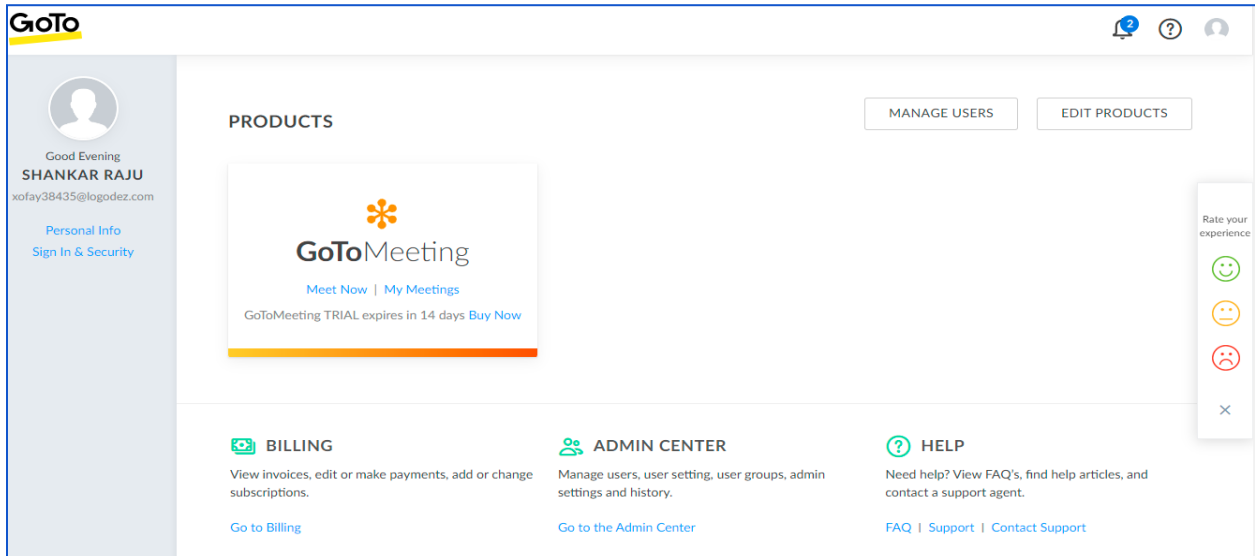 GoTo
2
Good Evening
SHANKAR RAJU
xofay38435@logodez.com
Personal Info
Sign In & Security
PRODUCTS
MANAGE USERS
EDIT PRODUCTS
GoToMeeting
Meet Now | My Meetings
GoToMeeting TRIAL expires in 14 days Buy Now
Rate your
experience
BILLING
View invoices, edit or make payments, add or change
subscriptions.
Go to Billing
ADMIN CENTER
Manage users, user setting, user groups, admin
settings and history.
Go to the Admin Center
HELP
Need help? View FAQ's, find help articles, and
contact a support agent.
FAQ | Support | Contact Support